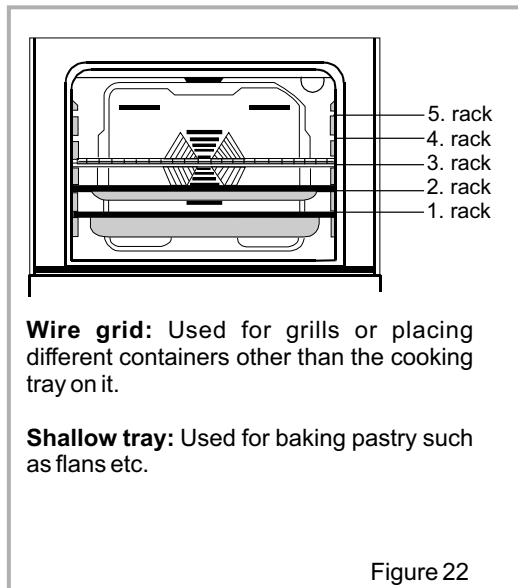 5. rack
4. rack
3. rack
2. rack
1. rack
Wire grid: Used for grills or placing
different containers other than the cooking
tray on it.
Shallow tray: Used for baking pastry such
as flans etc.
Figure 22